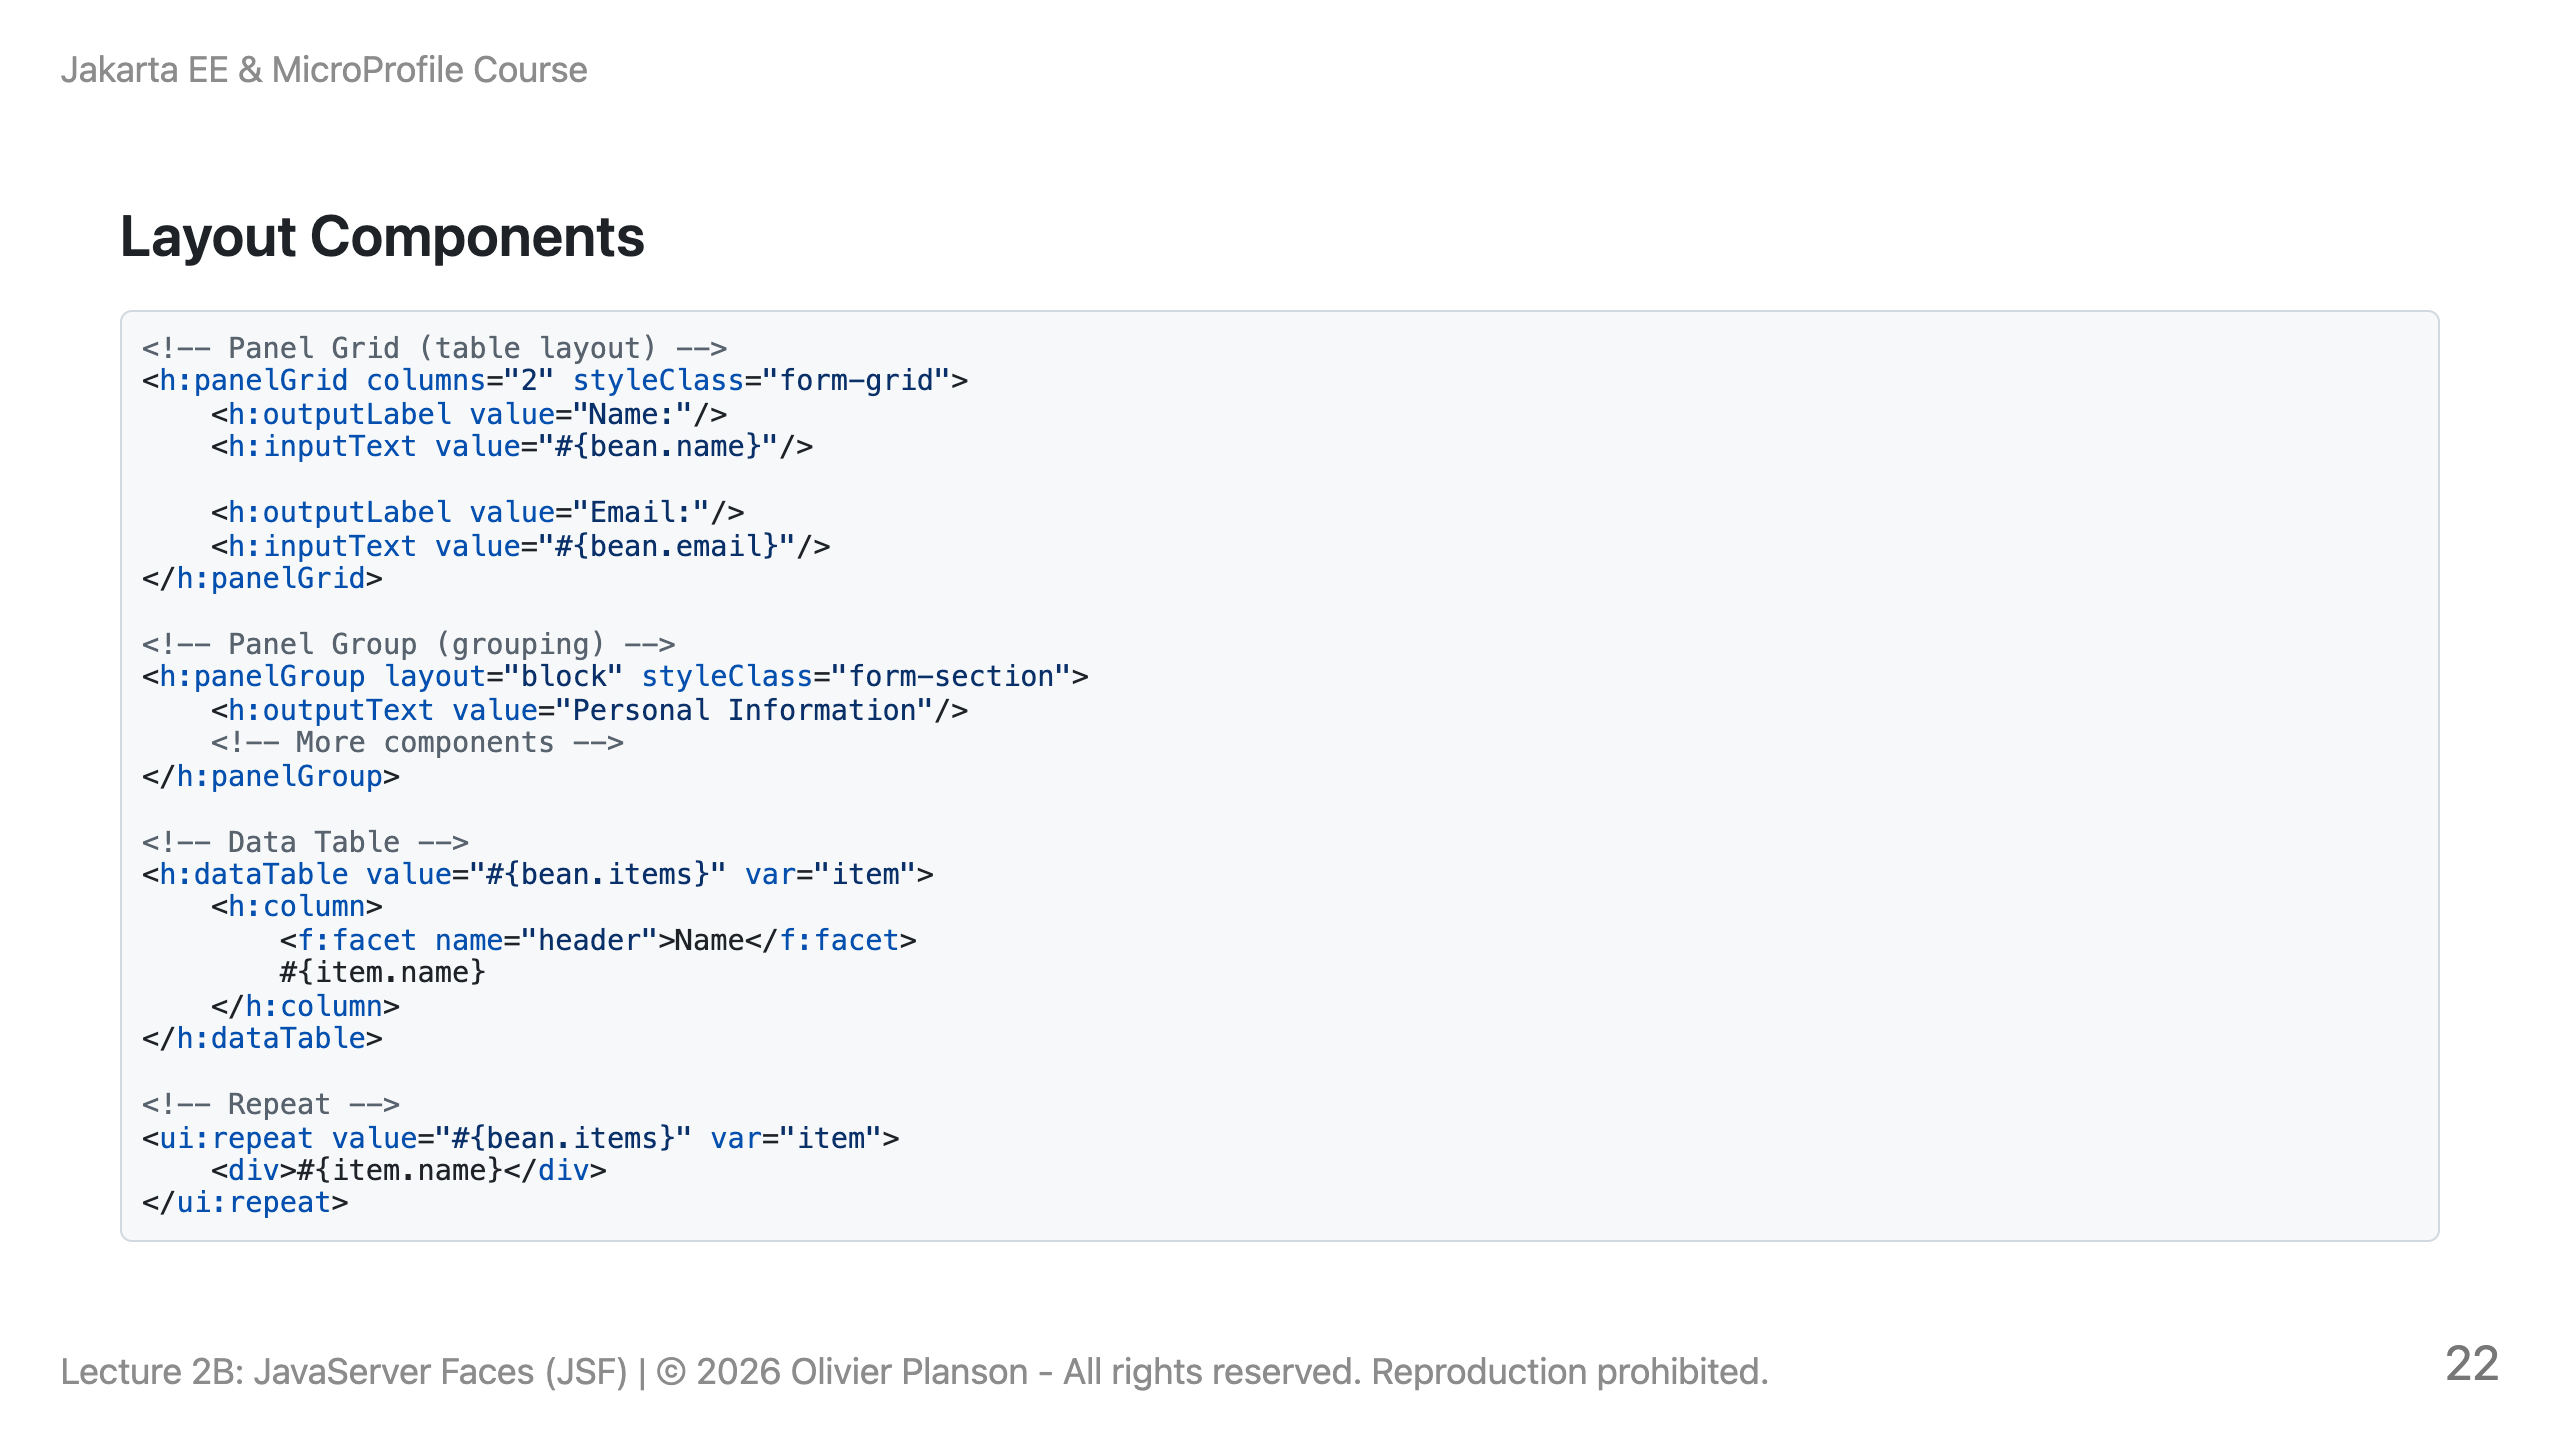 Jakarta EE & MicroProfile Course
Layout Components
<!-- Panel Grid (table layout) -->
<h:panelGrid columns="2" styleClass="form-grid">
    <h:outputLabel value="Name:"/>
    <h:inputText value="#{bean.name}"/>

    <h:outputLabel value="Email:"/>
    <h:inputText value="#{bean.email}"/>
</h:panelGrid>

<!-- Panel Group (grouping) -->
<h:panelGroup layout="block" styleClass="form-section">
    <h:outputText value="Personal Information"/>
    <!-- More components -->
</h:panelGroup>

<!-- Data Table -->
<h:dataTable value="#{bean.items}" var="item">
    <h:column>
        <f:facet name="header">Name</f:facet>
        #{item.name}
    </h:column>
</h:dataTable>

<!-- Repeat -->
<ui:repeat value="#{bean.items}" var="item">
    <div>#{item.name}</div>
</ui:repeat>
Lecture 2B: JavaServer Faces (JSF) | © 2026 Olivier Planson - All rights reserved. Reproduction prohibited.
22